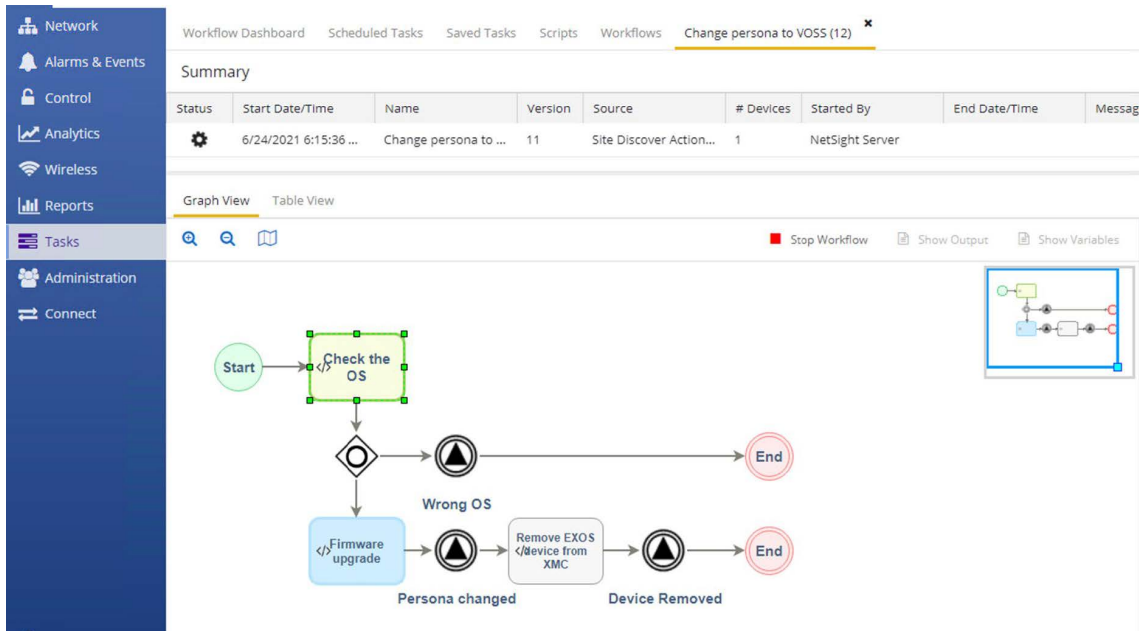 Network
Alarms & Events
Control
Analytics
Wireless
Reports
Tasks
Administration
Connect
Workflow Dashboard Scheduled Tasks Saved Tasks Scripts Workflows Change persona to VOSS (12)
Summary
Status Start Date/Time Name Version Source # Devices Started By End Date/Time Messag
6/24/2021 6:15:36 ... Change persona to ... 11 Site Discover Action... 1 NetSight Server
Graph View Table View
Stop Workflow Show Output Show Variables
Start
Check the
OS
End
Wrong OS
Firmware
upgrade
Remove EXOS
device from
XMC
End
Persona changed
Device Removed